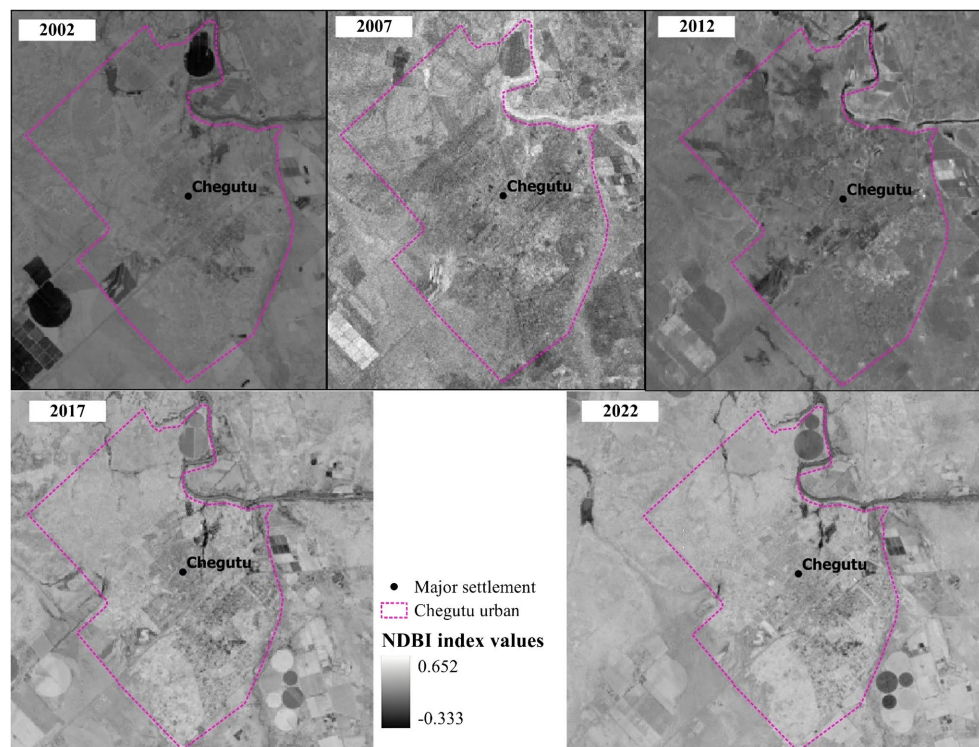 2002
2007
2012
Chegutu
Chegutu
Chegutu
2017
2022
Chegutu
Chegutu
Major settlement
Chegutu urban
NDBI index values
0.652
-0.333